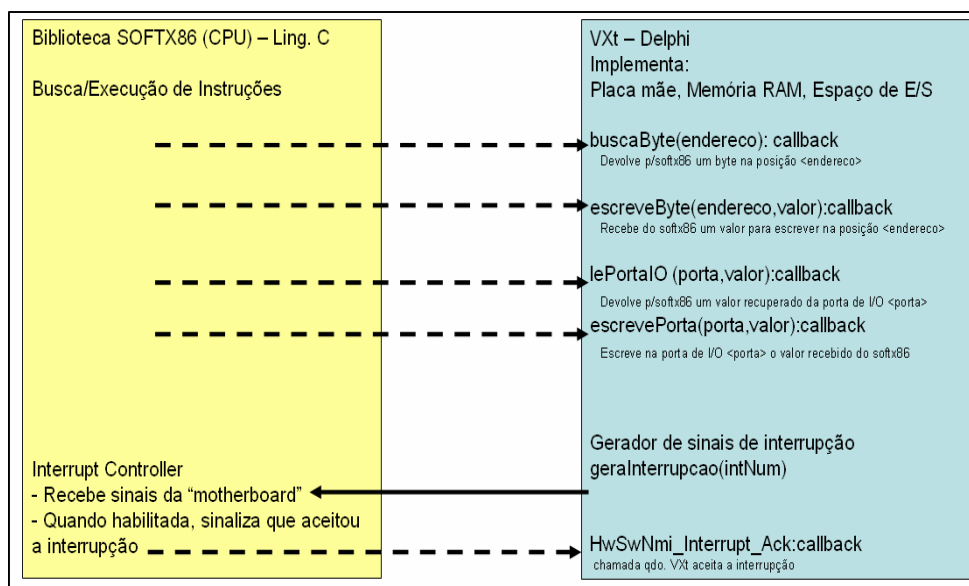 Biblioteca SOFTX86 (CPU) – Ling. C
Busca/Execução de Instruções
Interrupt Controller
- Recebe sinais da “motherboard”
- Quando habilitada, sinaliza que aceitou
a interrupção
VXt – Delphi
Implementa:
Placa mãe, Memória RAM, Espaço de E/S
buscaByte(endereco): callback
Devolve p/softx86 um byte na posição <endereco>
escreveByte(endereco,valor):callback
Recebe do softx86 um valor para escrever na posição <endereco>
lePortaIO (porta,valor):callback
Devolve p/softx86 um valor recuperado da porta de I/O <porta>
escrevePorta(porta,valor):callback
Escreve na porta de I/O <porta> o valor recebido do softx86
Gerador de sinais de interrupção
geraInterrupcao(intNum)
HwSwNmi_Interrupt_Ack:callback
chamada qdo. VXt aceita a interrupção